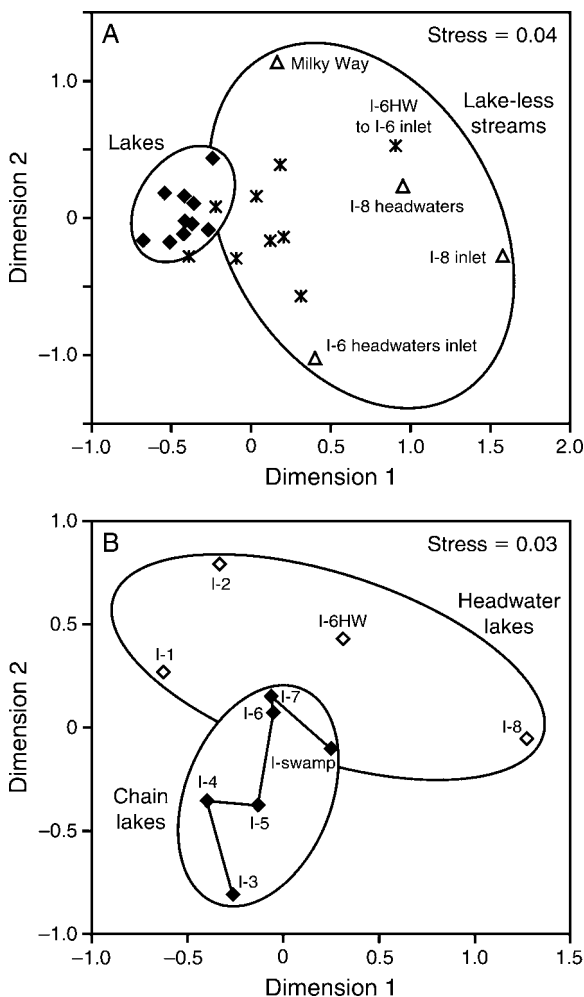 A
Stress = 0.04
Milky Way
Lake-less
streams
I-6HW
to I-6 inlet
Lakes
I-8 headwaters
I-8 inlet
I-6 headwaters inlet
1.0
0
−1.0
Dimension 2
−1.0
−0.5
0
0.5
1.0
1.5
2.0
Dimension 1
B
Stress = 0.03
I-2
Headwater
lakes
I-6HW
I-1
I-7
I-6
I-8
I-swamp
I-4
Chain
lakes
I-5
I-3
1.0
0.5
0
−0.5
−1.0
Dimension 2
−1.0
−0.5
0
0.5
1.0
1.5
Dimension 1